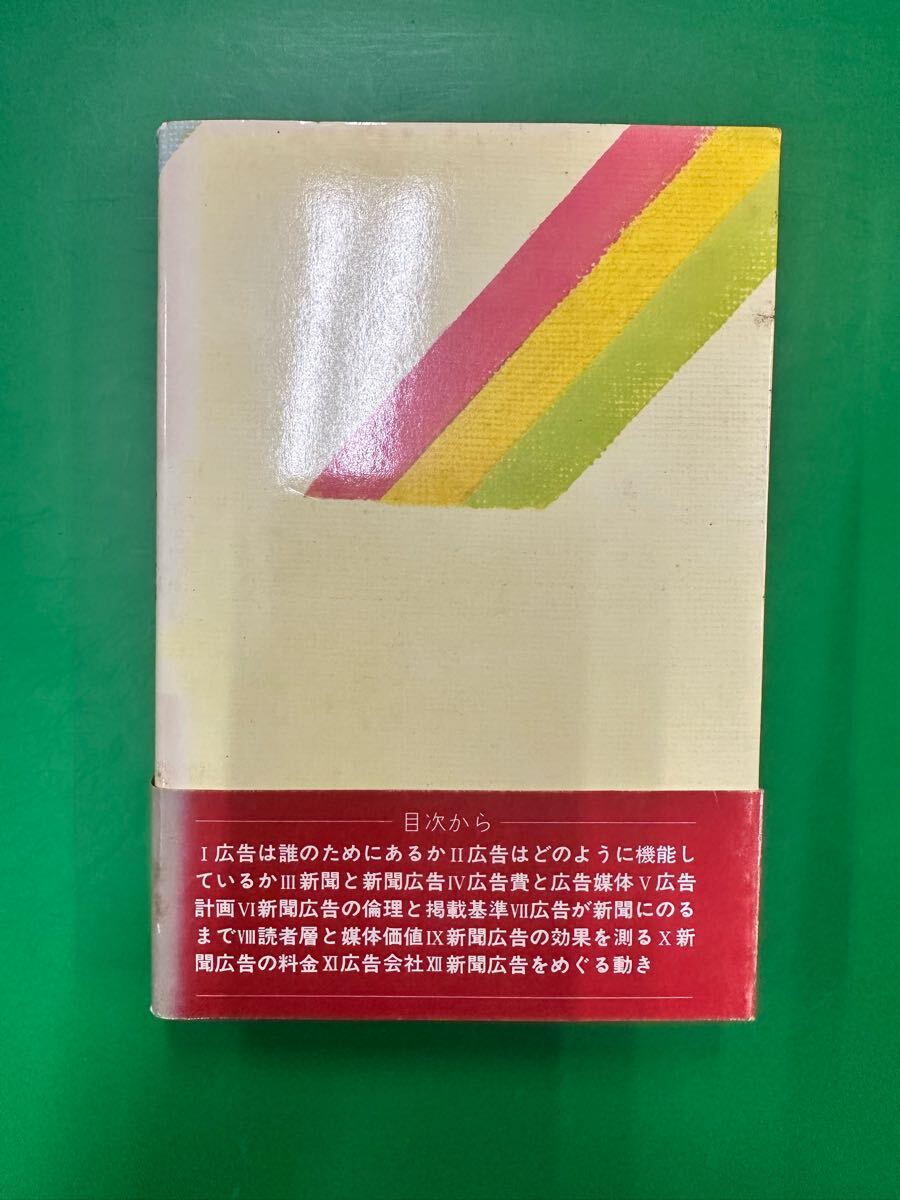 目次から
Ⅰ広告は誰のためにあるかⅡ広告はどのように機能し
ているかⅢ新聞と新聞広告Ⅳ広告費と広告媒体Ⅴ広告
計画Ⅵ新聞広告の倫理と掲載基準Ⅶ広告が新聞にのる
までⅧ読者層と媒体価値Ⅸ新聞広告の効果を測るⅩ新
聞広告の料金Ⅺ広告会社Ⅻ新聞広告をめぐる動き